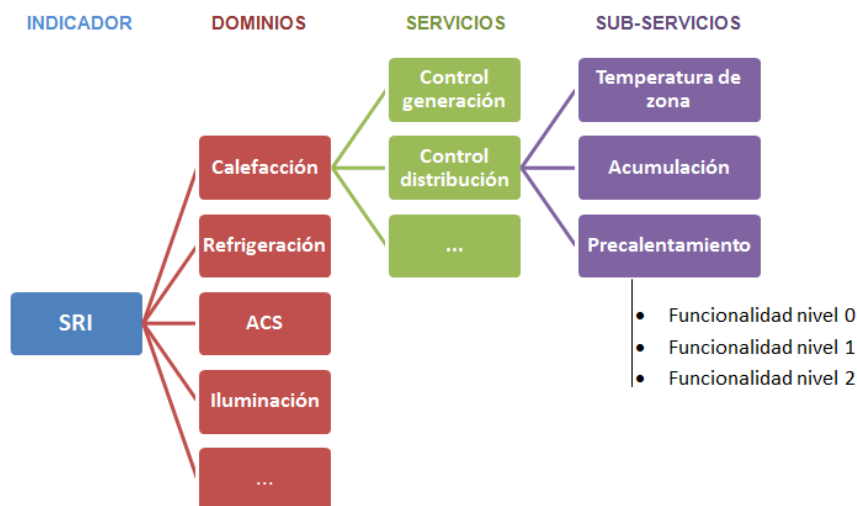 INDICADOR
DOMINIOS
SERVICIOS
SUB-SERVICIOS
SRI
Calefacción
Refrigeración
ACS
Iluminación
...
Control
generación
Control
distribución
...
Temperatura de
zona
Acumulación
Precalentamiento
• Funcionalidad nivel 0
• Funcionalidad nivel 1
• Funcionalidad nivel 2